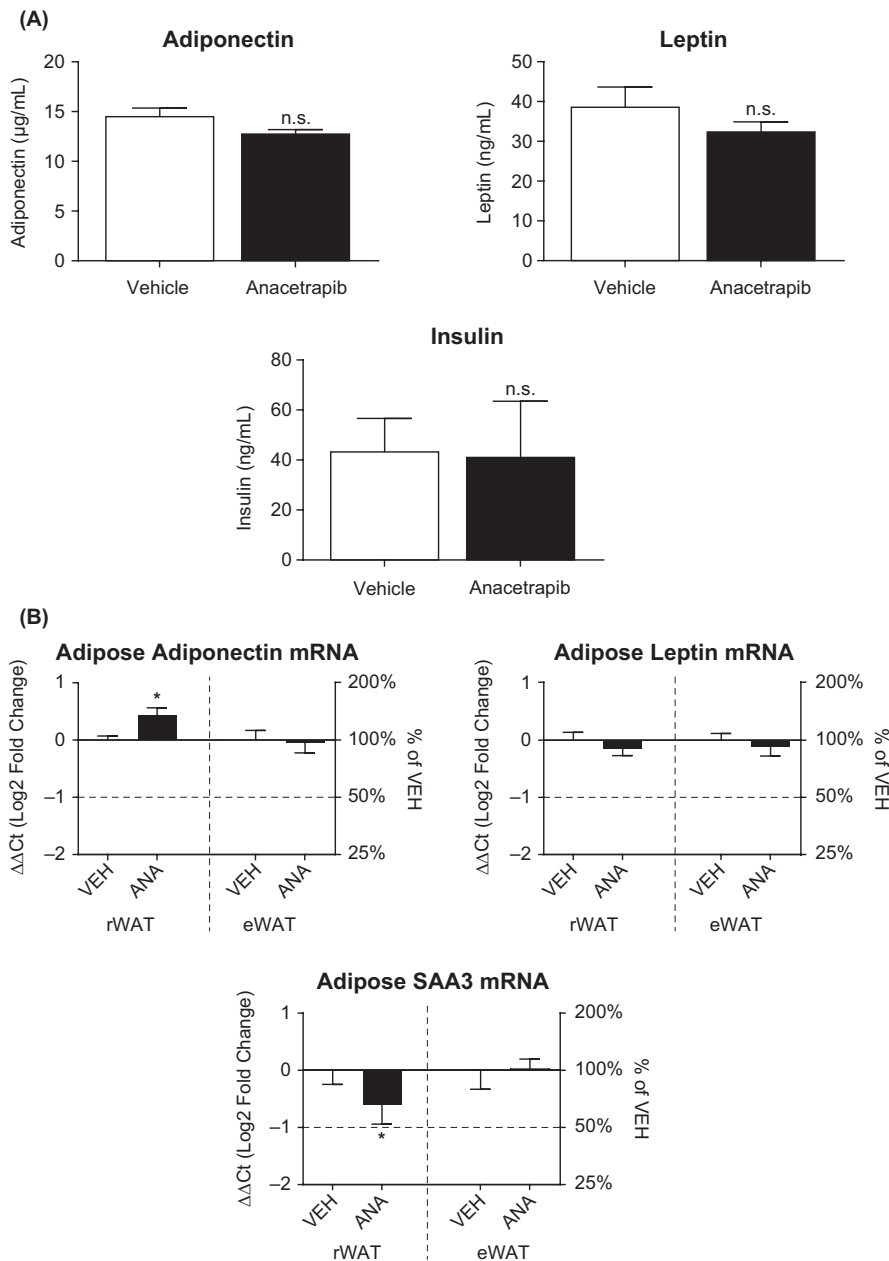 (A)
Adiponectin
Adiponectin (µg/mL)
20
15
10
5
0
n.s.
Vehicle
Anacetrapib
Leptin
Leptin (ng/mL)
50
40
30
20
10
0
n.s.
Vehicle
Anacetrapib
Insulin
Insulin (ng/mL)
80
60
40
20
0
n.s.
Vehicle
Anacetrapib
(B)
Adipose Adiponectin mRNA
ΔΔCt (Log2 Fold Change)
1
0
–1
–2
*
200%
100%
50%
25%
% of VEH
VEH
ANA
VEH
ANA
rWAT
eWAT
Adipose Leptin mRNA
ΔΔCt (Log2 Fold Change)
1
0
–1
–2
200%
100%
50%
25%
% of VEH
VEH
ANA
VEH
ANA
rWAT
eWAT
Adipose SAA3 mRNA
ΔΔCt (Log2 Fold Change)
1
0
–1
–2
*
200%
100%
50%
25%
% of VEH
VEH
ANA
VEH
ANA
rWAT
eWAT